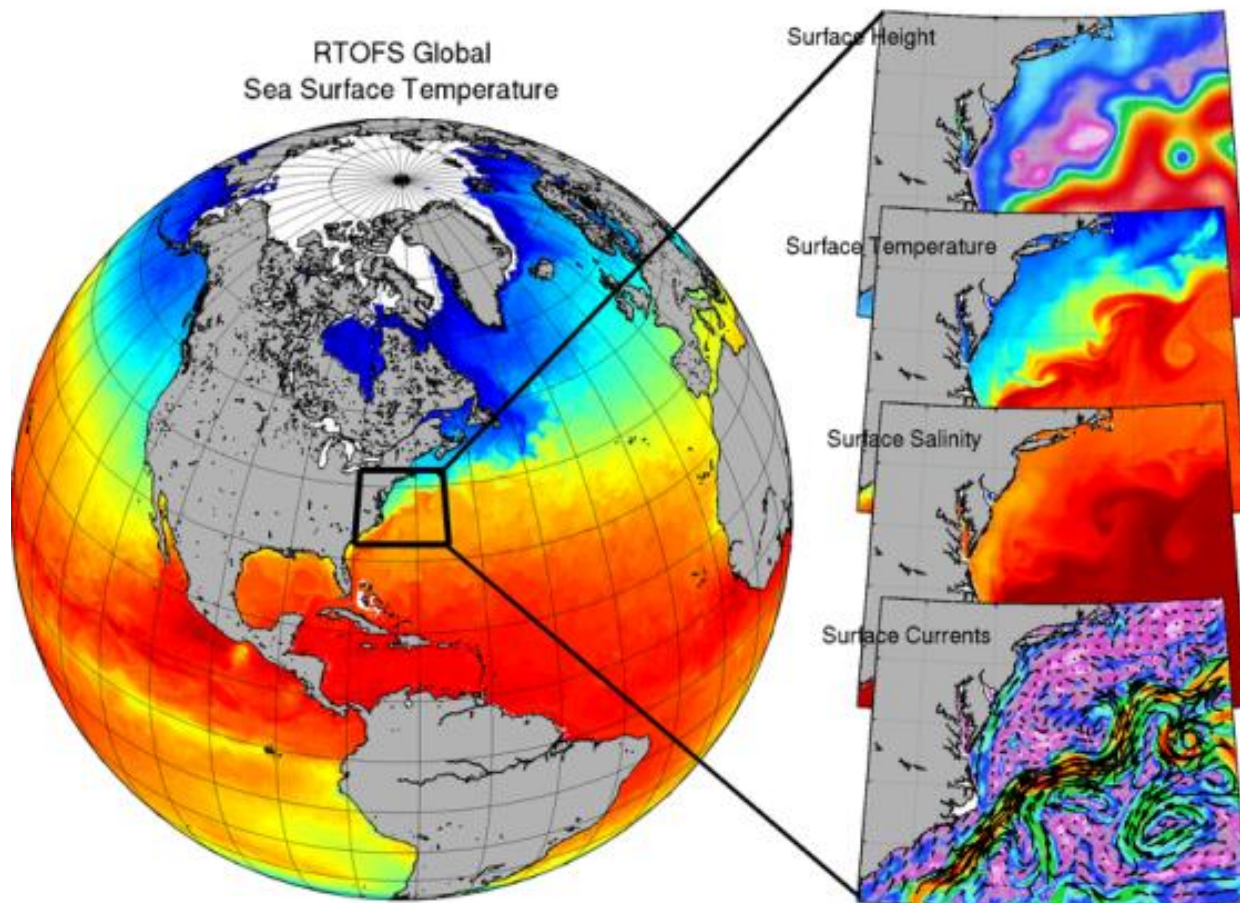 RTOFS Global
Sea Surface Temperature
Surface Height
Surface Temperature
Surface Salinity
Surface Currents